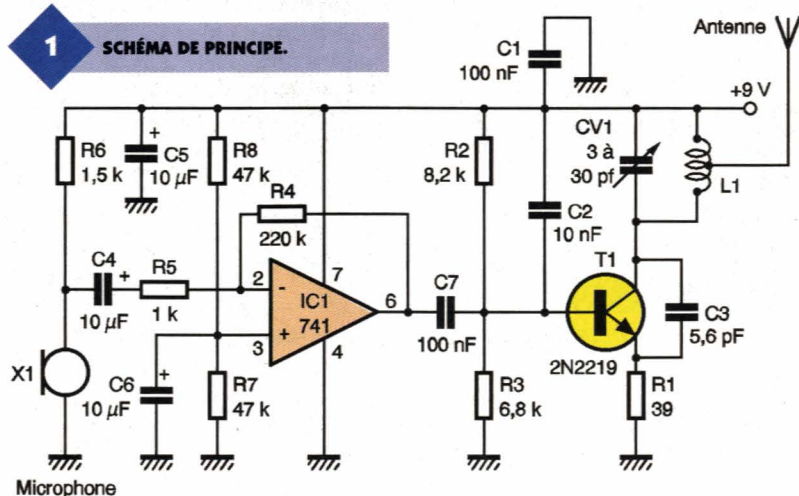 1 SCHÉMA DE PRINCIPE.
Antenne
C1
100 nF
+9 V
R6
1,5 k
+
C5
10 µF
R8
47 k
R4
220 k
R2
8,2 k
CV1
3 à
30 pf
L1
C2
10 nF
C4
+
10 µF
R5
1 k
2
-
7
IC1
741
6
+
3
4
C7
100 nF
T1
2N2219
C3
5,6 pF
X1
C6
10 µF
+
R7
47 k
R3
6,8 k
R1
39
Microphone